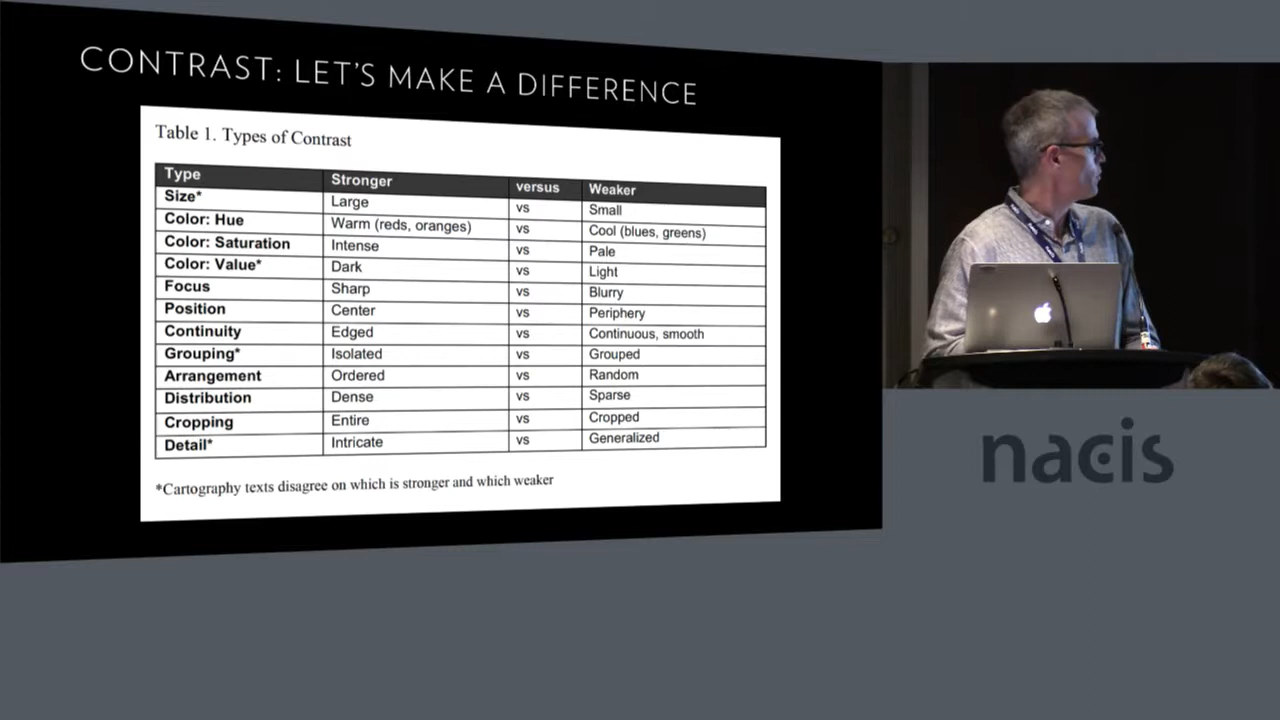 CONTRAST: LET'S MAKE A DIFFERENCE
Table 1. Types of Contrast
Type Stronger versus Weaker
Size* Large vs Small
Color: Hue Warm (reds, oranges) vs Cool (blues, greens)
Color: Saturation Intense vs Pale
Color: Value* Dark vs Light
Focus Sharp vs Blurry
Position Center vs Periphery
Continuity Edged vs Continuous, smooth
Grouping* Isolated vs Grouped
Arrangement Ordered vs Random
Distribution Dense vs Sparse
Cropping Entire vs Cropped
Detail* Intricate vs Generalized
*Cartography texts disagree on which is stronger and which weaker
nacis